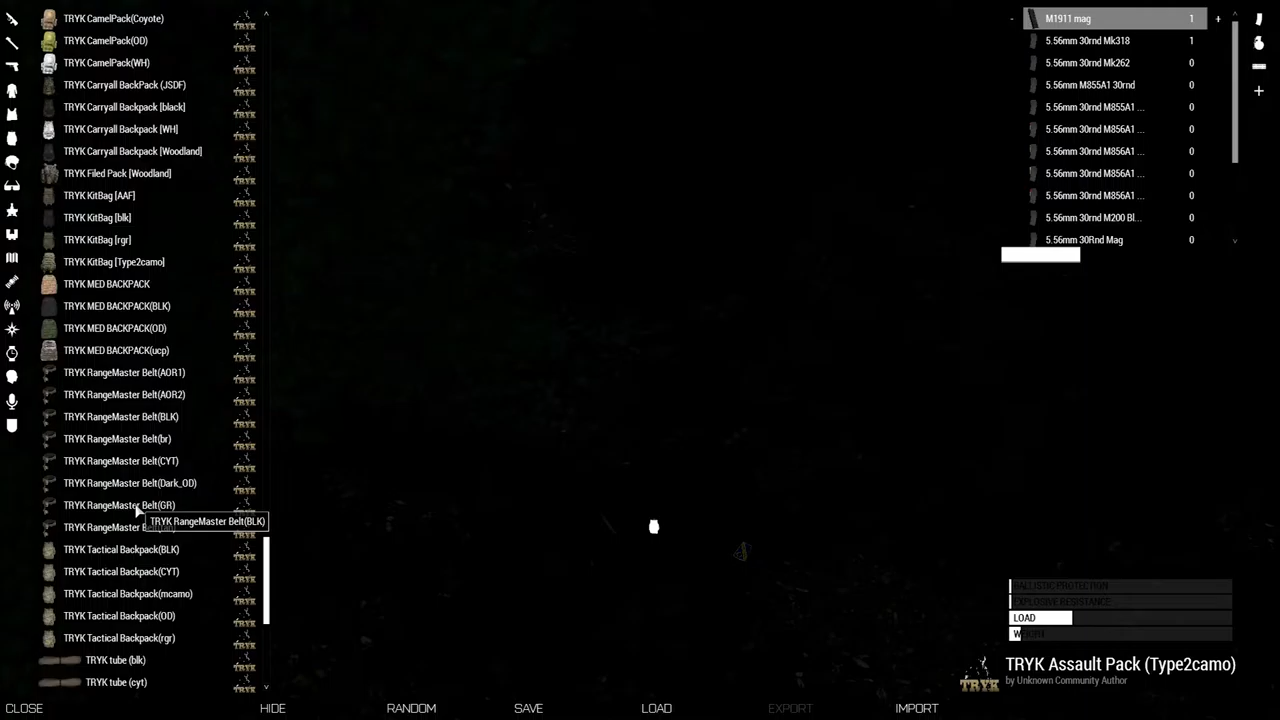 TRYK CamelPack(Coyote)
TRYK CamelPack(OD)
TRYK CamelPack(WH)
TRYK Carryall BackPack (JSDF)
TRYK Carryall Backpack [black]
TRYK Carryall Backpack [WH]
TRYK Carryall Backpack [Woodland]
TRYK Filed Pack [Woodland]
TRYK KitBag [AAF]
TRYK KitBag [blk]
TRYK KitBag [rgr]
TRYK KitBag [Type2camo]
TRYK MED BACKPACK
TRYK MED BACKPACK(BLK)
TRYK MED BACKPACK(OD)
TRYK MED BACKPACK(ucp)
TRYK RangeMaster Belt(AOR1)
TRYK RangeMaster Belt(AOR2)
TRYK RangeMaster Belt(BLK)
TRYK RangeMaster Belt(br)
TRYK RangeMaster Belt(CYT)
TRYK RangeMaster Belt(Dark_OD)
TRYK RangeMaster Belt(GR)
TRYK RangeMaster Belt(BLK)
TRYK RangeMaster
TRYK Tactical Backpack(BLK)
TRYK Tactical Backpack(CYT)
TRYK Tactical Backpack(mcamo)
TRYK Tactical Backpack(OD)
TRYK Tactical Backpack(rgr)
TRYK tube (blk)
TRYK tube (cyt)
- M1911 mag 1 +
5.56mm 30rnd Mk318 1
5.56mm 30rnd Mk262 0
5.56mm M855A1 30rnd 0
5.56mm 30rnd M855A1 ... 0
5.56mm 30rnd M856A1 ... 0
5.56mm 30rnd M856A1 ... 0
5.56mm 30rnd M856A1 ... 0
5.56mm 30rnd M856A1 ... 0
5.56mm 30rnd M200 Bl... 0
5.56mm 30Rnd Mag 0
BALLISTIC PROTECTION
EXPLOSIVE RESISTANCE
LOAD
WEIGHT
TRYK Assault Pack (Type2camo)
by Unknown Community Author
TRYK
CLOSE HIDE RANDOM SAVE LOAD EXPORT IMPORT